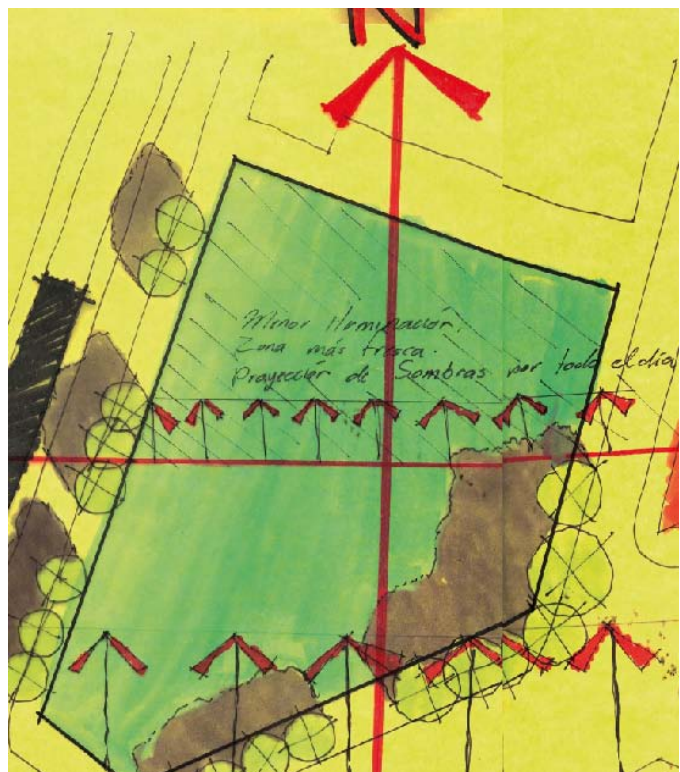 N
Menor Iluminación.
Zona más fresca.
Proyección de Sombras por todo el día